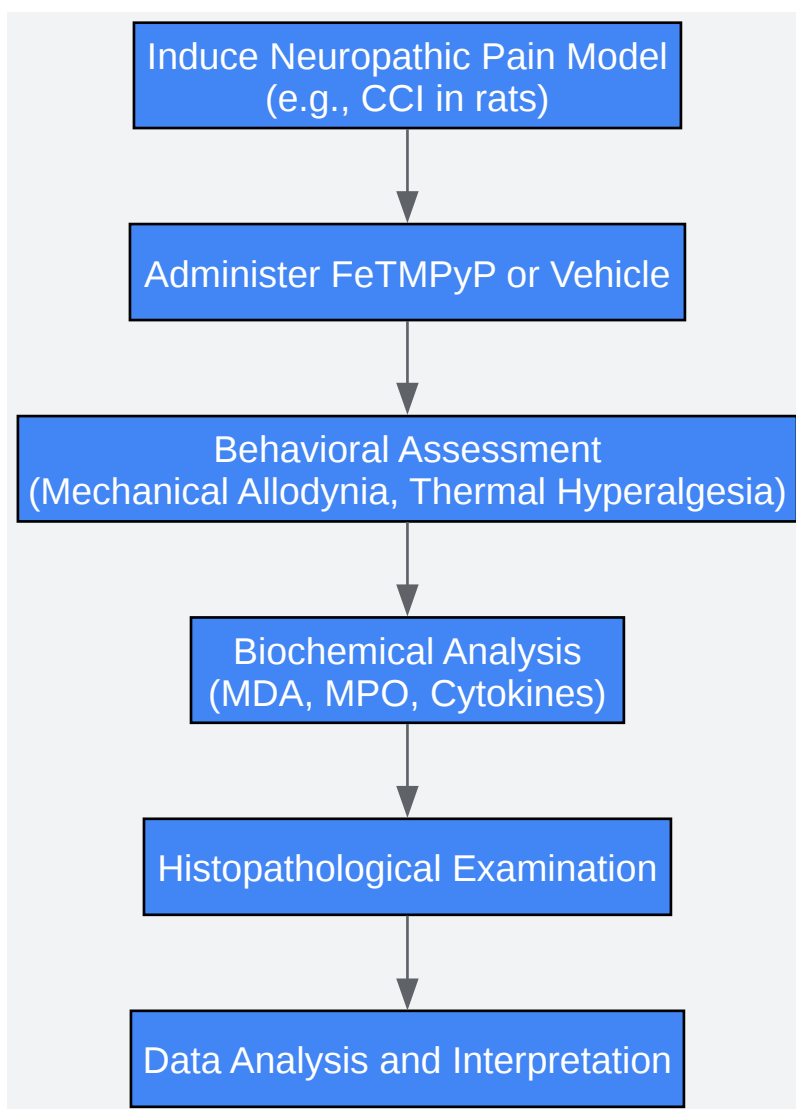 Induce Neuropathic Pain Model
(e.g., CCI in rats)
Administer FeTMPyP or Vehicle
Behavioral Assessment
(Mechanical Allodynia, Thermal Hyperalgesia)
Biochemical Analysis
(MDA, MPO, Cytokines)
Histopathological Examination
Data Analysis and Interpretation